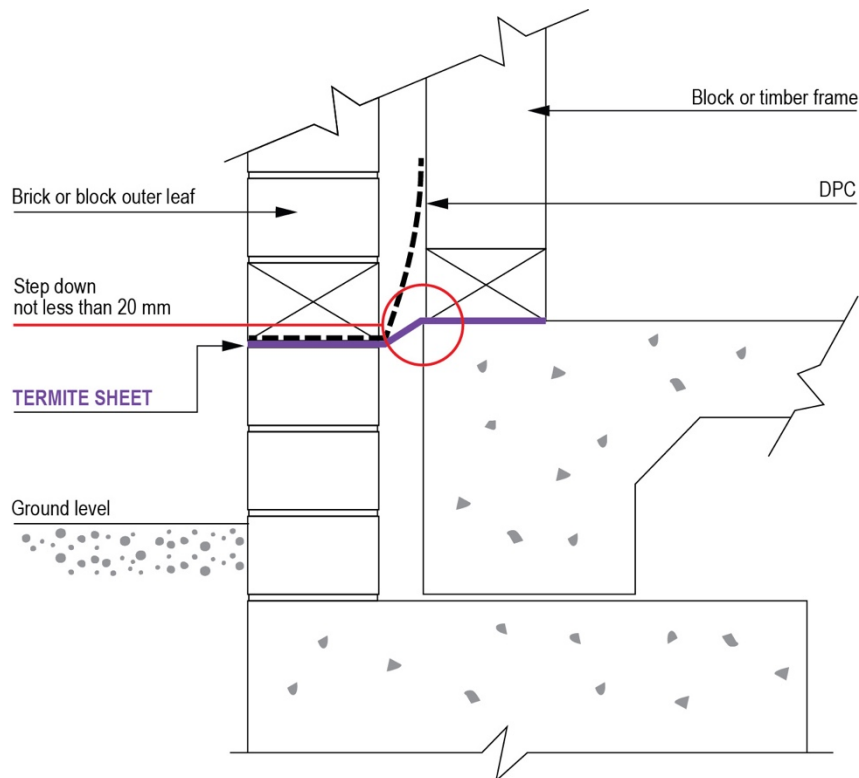 Block or timber frame
Brick or block outer leaf
DPC
Step down
not less than 20 mm
TERMITE SHEET
Ground level